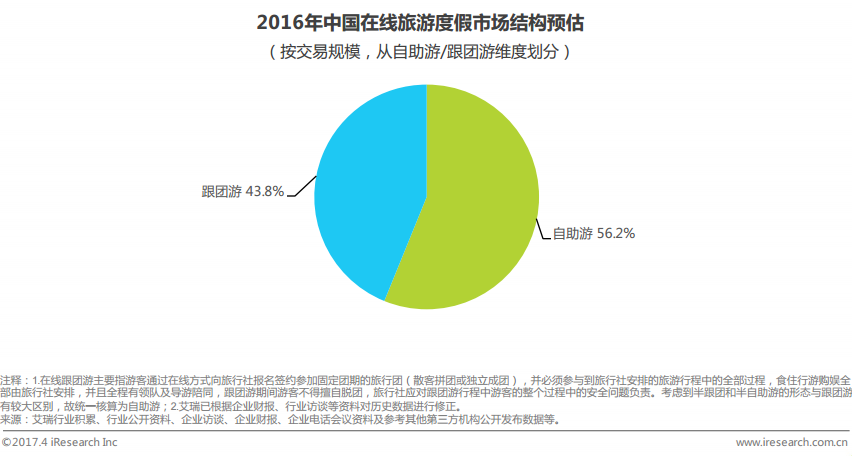 2016年中国在线旅游度假市场结构预估
（按交易规模，从自助游/跟团游维度划分）
跟团游 43.8%
自助游 56.2%
注释：1.在线跟团游主要指游客通过在线方式向旅行社报名签约参加固定团期的旅行团（散客拼团或独立成团），并必须参与到旅行社安排的旅游行程中的全部过程，食住行游购娱全
部由旅行社安排，并且全程有领队及导游陪同，跟团游期间游客不得擅自脱团，旅行社应对跟团游行程中游客的整个过程中的安全问题负责。考虑到半跟团和半自助游的形态与跟团游
有较大区别，故统一核算为自助游；2.艾瑞已根据企业财报、行业访谈等资料对历史数据进行修正。
来源：艾瑞行业积累、行业公开资料、企业访谈、企业财报、企业电话会议资料及参考其他第三方机构公开发布数据等。
©2017.4 iResearch Inc
www.iresearch.com.cn